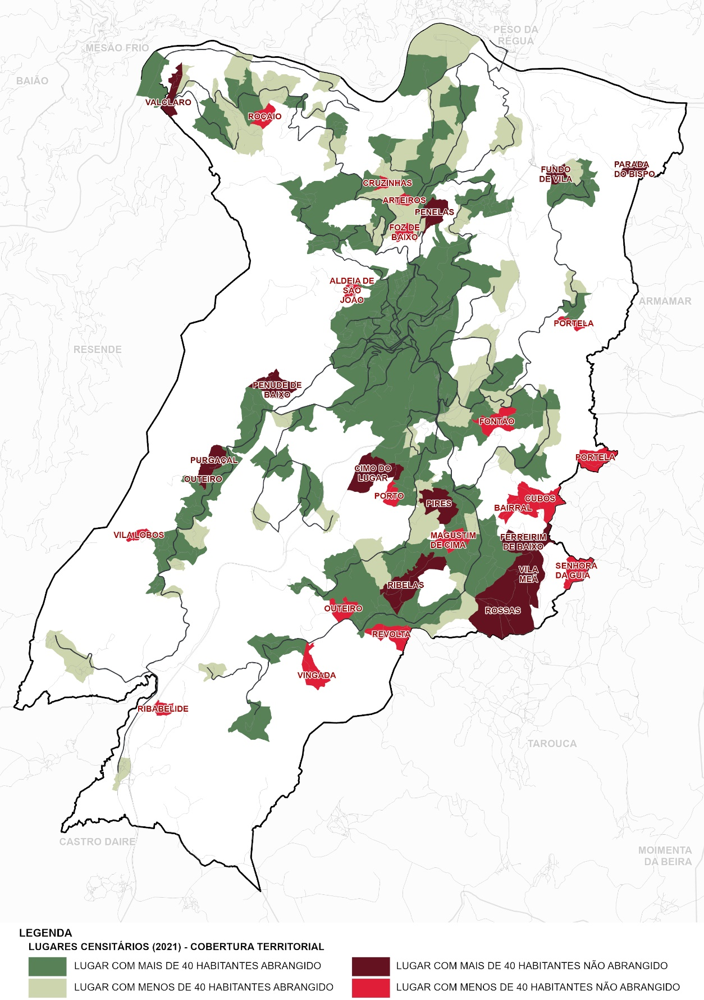 PESO DA
RÉGUA
MESÃO FRIO
BAIÃO
VALCLARO
ROÇAIO
PARADA
DO BISPO
FUNDO
DE VILA
CRUZINHAS
ARTEIROS
PENELAS
FOZ DE
BAIXO
ALDEIA DE
SÃO
JOÃO
ARMAMAR
PORTELA
RESENDE
PENUDE DE
BAIXO
FONTÃO
PORTELA
PURGAÇAL
OUTEIRO
CIMO DO
LUGAR
PORTO
PIRES
CUBOS
BAIRRAL
VILA LOBOS
MAGUSTIM
DE CIMA
FERREIRIM
DE BAIXO
SENHORA
DA GUIA
VILA
MEÃ
RIBELAS
OUTEIRO
ROSSAS
REVOLTA
VINGADA
RIBABELIDE
TAROUCA
CASTRO DAIRE
MOIMENTA
DA BEIRA
LEGENDA
LUGARES CENSITÁRIOS (2021) - COBERTURA TERRITORIAL
LUGAR COM MAIS DE 40 HABITANTES ABRANGIDO
LUGAR COM MAIS DE 40 HABITANTES NÃO ABRANGIDO
LUGAR COM MENOS DE 40 HABITANTES ABRANGIDO
LUGAR COM MENOS DE 40 HABITANTES NÃO ABRANGIDO